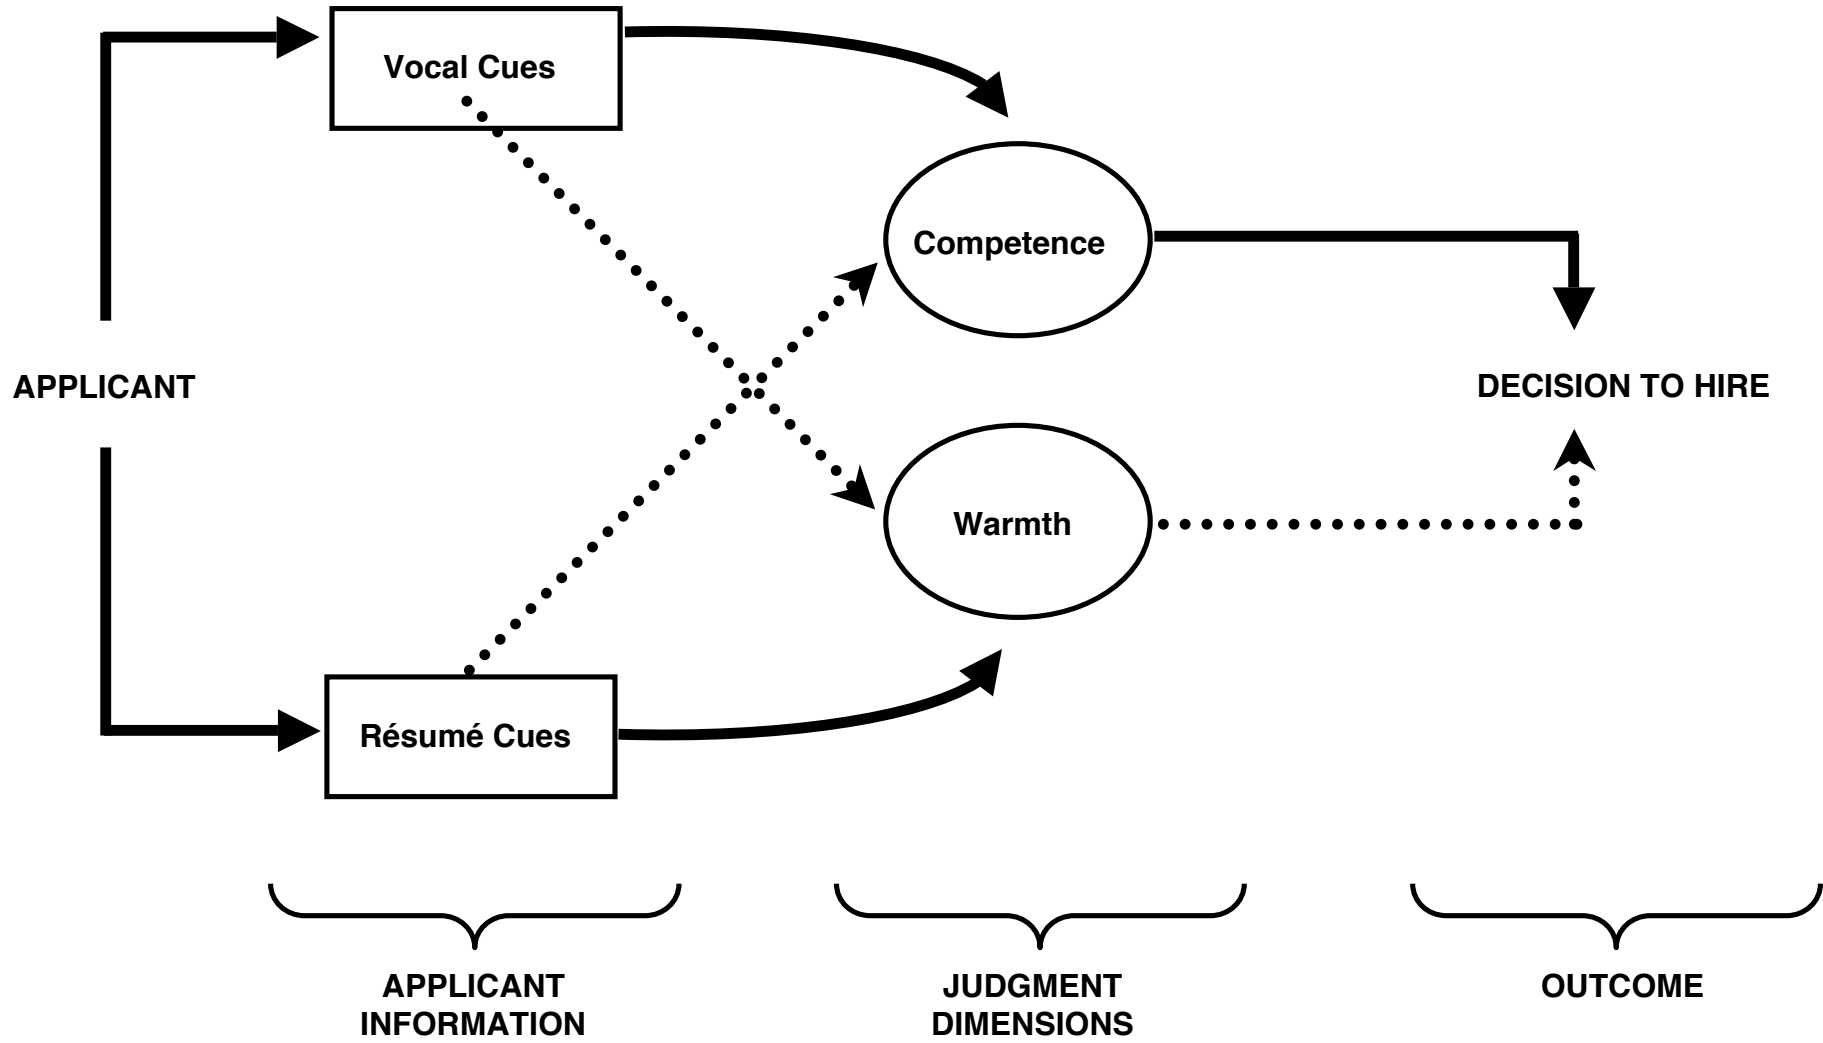 Vocal Cues
Competence
APPLICANT
DECISION TO HIRE
Warmth
Résumé Cues
APPLICANT
INFORMATION
JUDGMENT
DIMENSIONS
OUTCOME